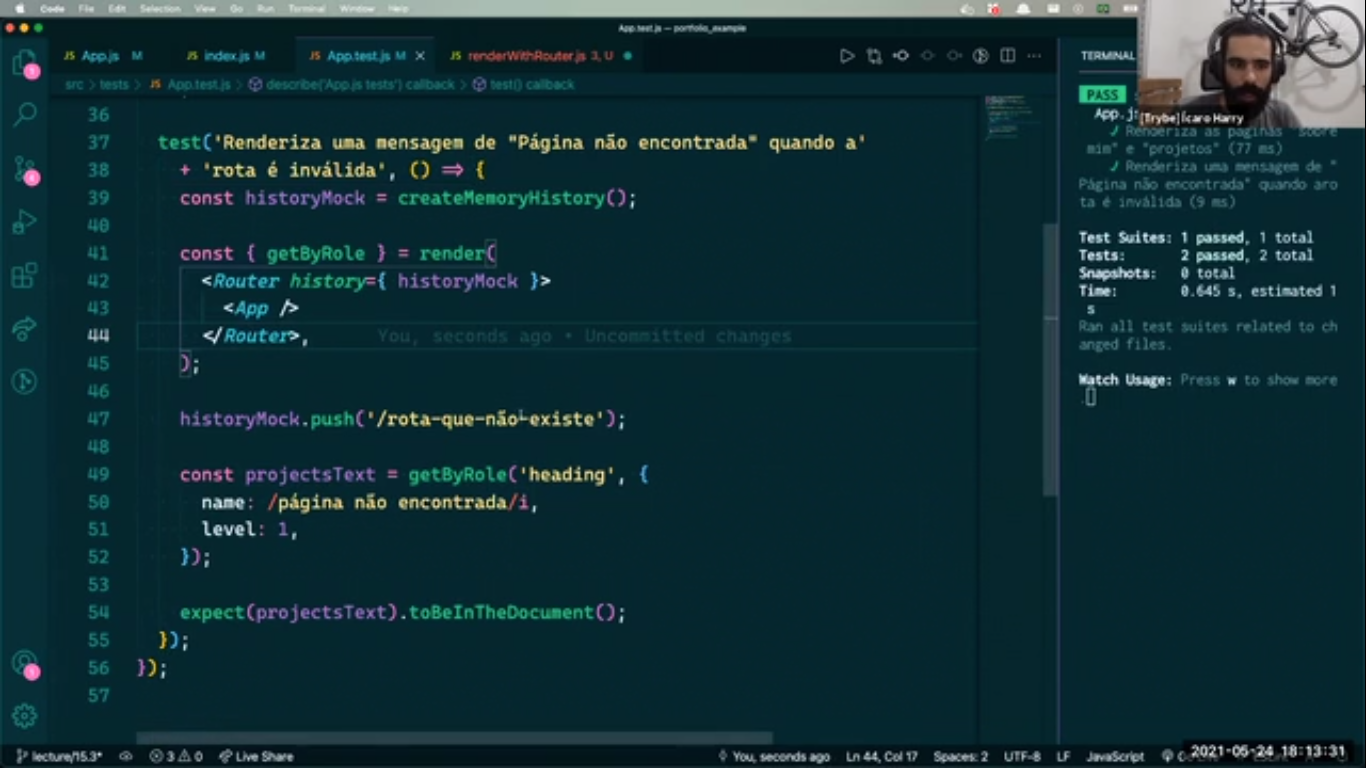 Code File Edit Selection View Go Run Terminal Window Help
App.test.js — portfolio_example
JS App.js M JS index.js M JS App.test.js M JS renderWithRouter.js 3, U
TERMINAL
src > tests > JS App.test.js > describe('App.js tests') callback > test() callback
36
37 test('Renderiza uma mensagem de "Página não encontrada" quando a'
38 + 'rota é inválida', () => {
39 const historyMock = createMemoryHistory();
40
41 const { getByRole } = render(
42 <Router history={ historyMock }>
43 <App />
44 </Router>, You, seconds ago • Uncommitted changes
45 );
46
47 historyMock.push('/rota-que-não-existe');
48
49 const projectsText = getByRole('heading', {
50 name: /página não encontrada/i,
51 level: 1,
52 });
53
54 expect(projectsText).toBeInTheDocument();
55 });
56 });
57
PASS
[Trybe] Ícaro Harry
App.js
✓ Renderiza as páginas "sobre
mim" e "projetos" (77 ms)
✓ Renderiza uma mensagem de "
Página não encontrada" quando aro
ta é inválida (9 ms)
Test Suites: 1 passed, 1 total
Tests: 2 passed, 2 total
Snapshots: 0 total
Time: 0.645 s, estimated 1
s
Ran all test suites related to ch
anged files.
Watch Usage: Press w to show more
.
lecture/15.3* 3 0 Live Share You, seconds ago Ln 44, Col 17 Spaces: 2 UTF-8 LF JavaScript
2021-05-24 18:13:31